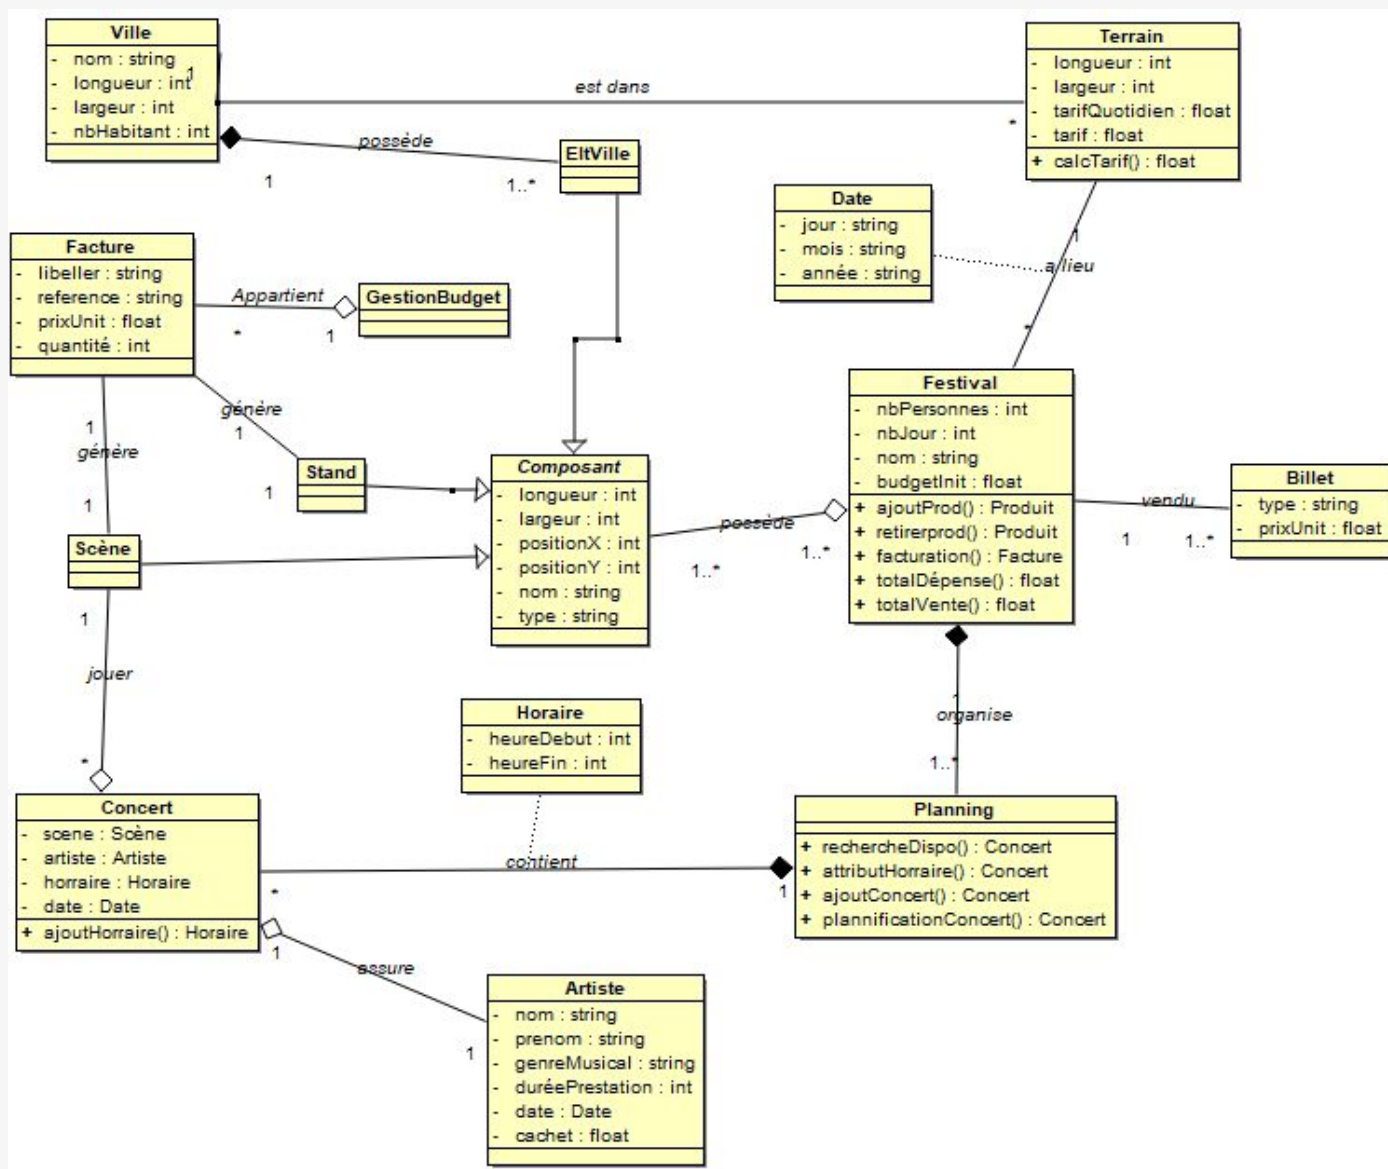 Ville
- nom : string
- longueur : int
- largeur : int
- nbHabitant : int
1
est dans
*
Terrain
- longueur : int
- largeur : int
- tarifQuotidien : float
- tarif : float
+ calcTarif() : float
possède
1
1..*
EltVille
Date
- jour : string
- mois : string
- année : string
1
a lieu
*
Facture
- libeller : string
- reference : string
- prixUnit : float
- quantité : int
Appartient
*
1
GestionBudget
génère
1
1
génère
1
1
Stand
Scène
Composant
- longueur : int
- largeur : int
- positionX : int
- positionY : int
- nom : string
- type : string
possède
1..*
1..*
Festival
- nbPersonnes : int
- nbJour : int
- nom : string
- budgetInit : float
+ ajoutProd() : Produit
+ retirerprod() : Produit
+ facturation() : Facture
+ totalDépense() : float
+ totalVente() : float
vendu
1
1..*
Billet
- type : string
- prixUnit : float
1
jouer
*
1
organise
1..*
Horaire
- heureDebut : int
- heureFin : int
Concert
- scene : Scène
- artiste : Artiste
- horraire : Horaire
- date : Date
+ ajoutHorraire() : Horaire
contient
*
1
Planning
+ rechercheDispo() : Concert
+ attributHorraire() : Concert
+ ajoutConcert() : Concert
+ plannificationConcert() : Concert
1
assure
1
Artiste
- nom : string
- prenom : string
- genreMusical : string
- duréePrestation : int
- date : Date
- cachet : float